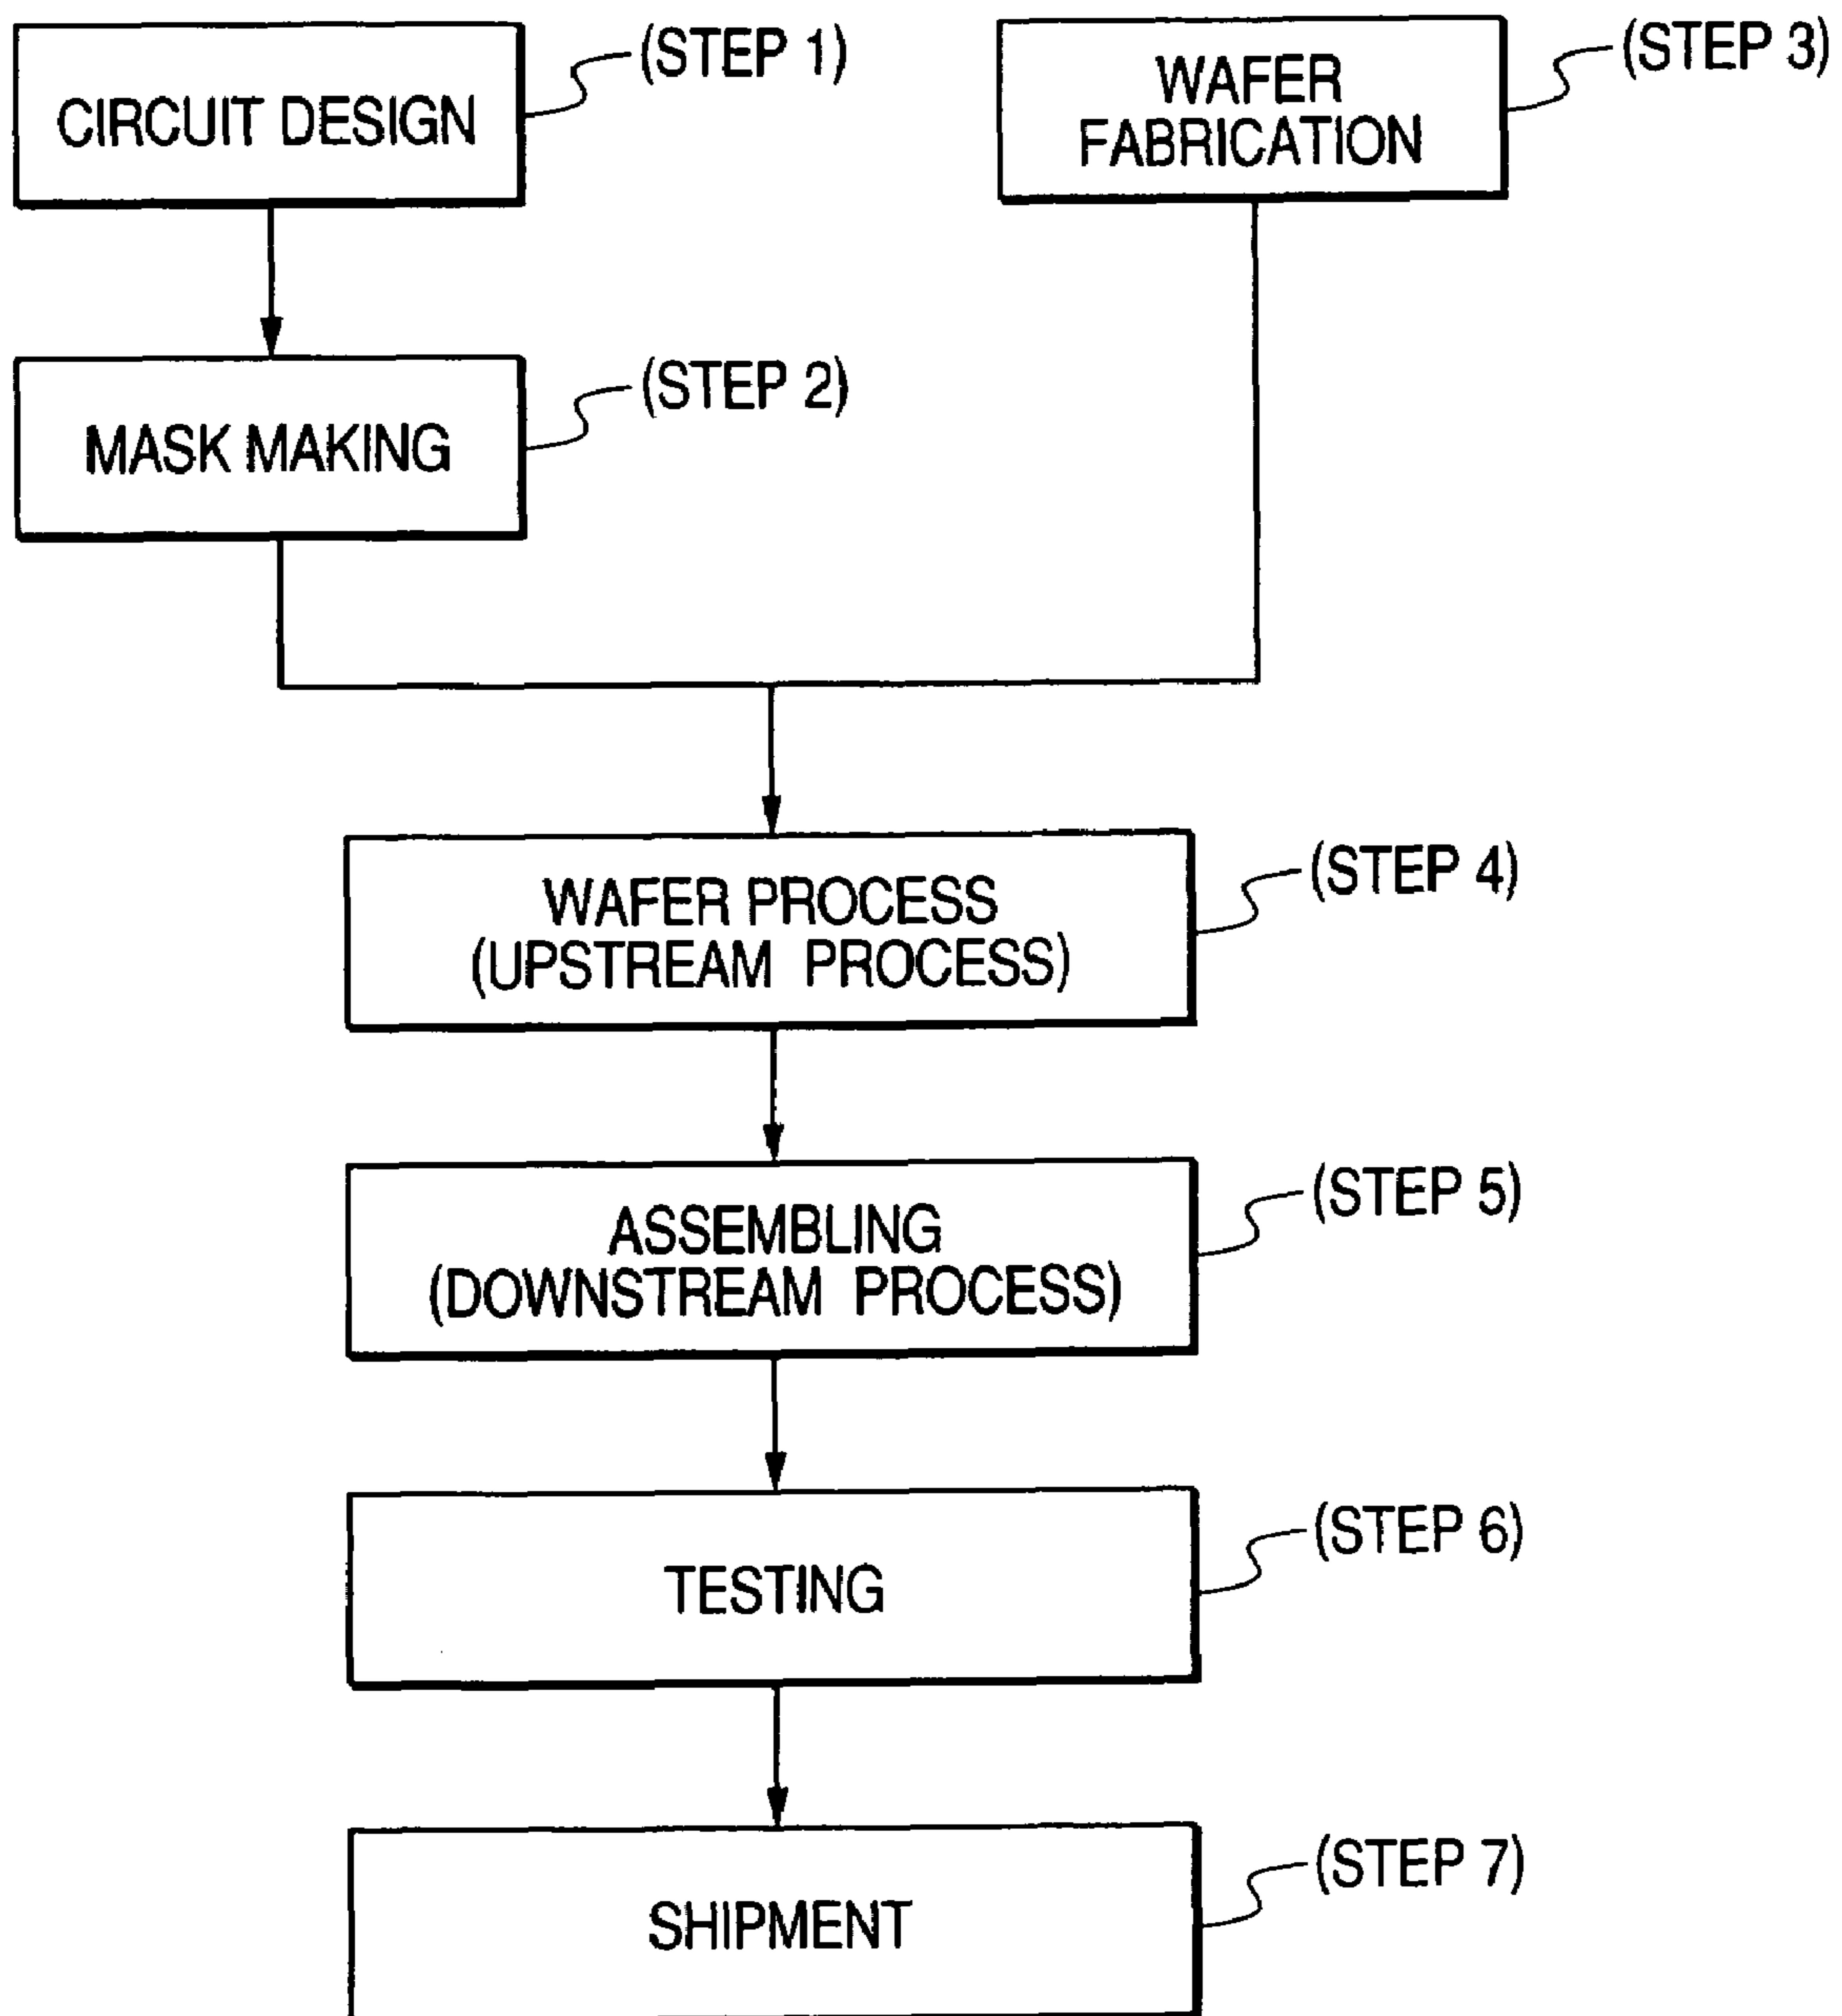 CIRCUIT DESIGN
(STEP 1)
WAFER
FABRICATION
(STEP 3)
MASK MAKING
(STEP 2)
WAFER PROCESS
(UPSTREAM PROCESS)
(STEP 4)
ASSEMBLING
(DOWNSTREAM PROCESS)
(STEP 5)
TESTING
(STEP 6)
SHIPMENT
(STEP 7)